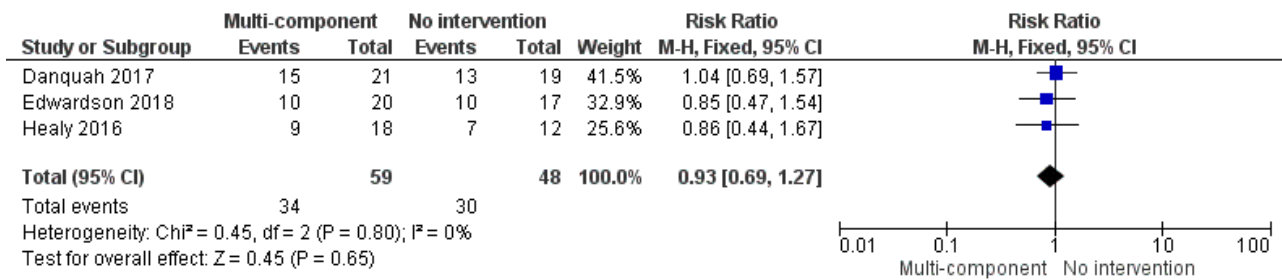 Multi-component No intervention Risk Ratio Risk Ratio
Study or Subgroup Events Total Events Total Weight M-H, Fixed, 95% CI M-H, Fixed, 95% CI
Danquah 2017 15 21 13 19 41.5% 1.04 [0.69, 1.57]
Edwardson 2018 10 20 10 17 32.9% 0.85 [0.47, 1.54]
Healy 2016 9 18 7 12 25.6% 0.86 [0.44, 1.67]
Total (95% CI) 59 48 100.0% 0.93 [0.69, 1.27]
Total events 34 30
Heterogeneity: Chi² = 0.45, df = 2 (P = 0.80); I² = 0%
Test for overall effect: Z = 0.45 (P = 0.65)
0.01 0.1 1 10 100
Multi-component No intervention